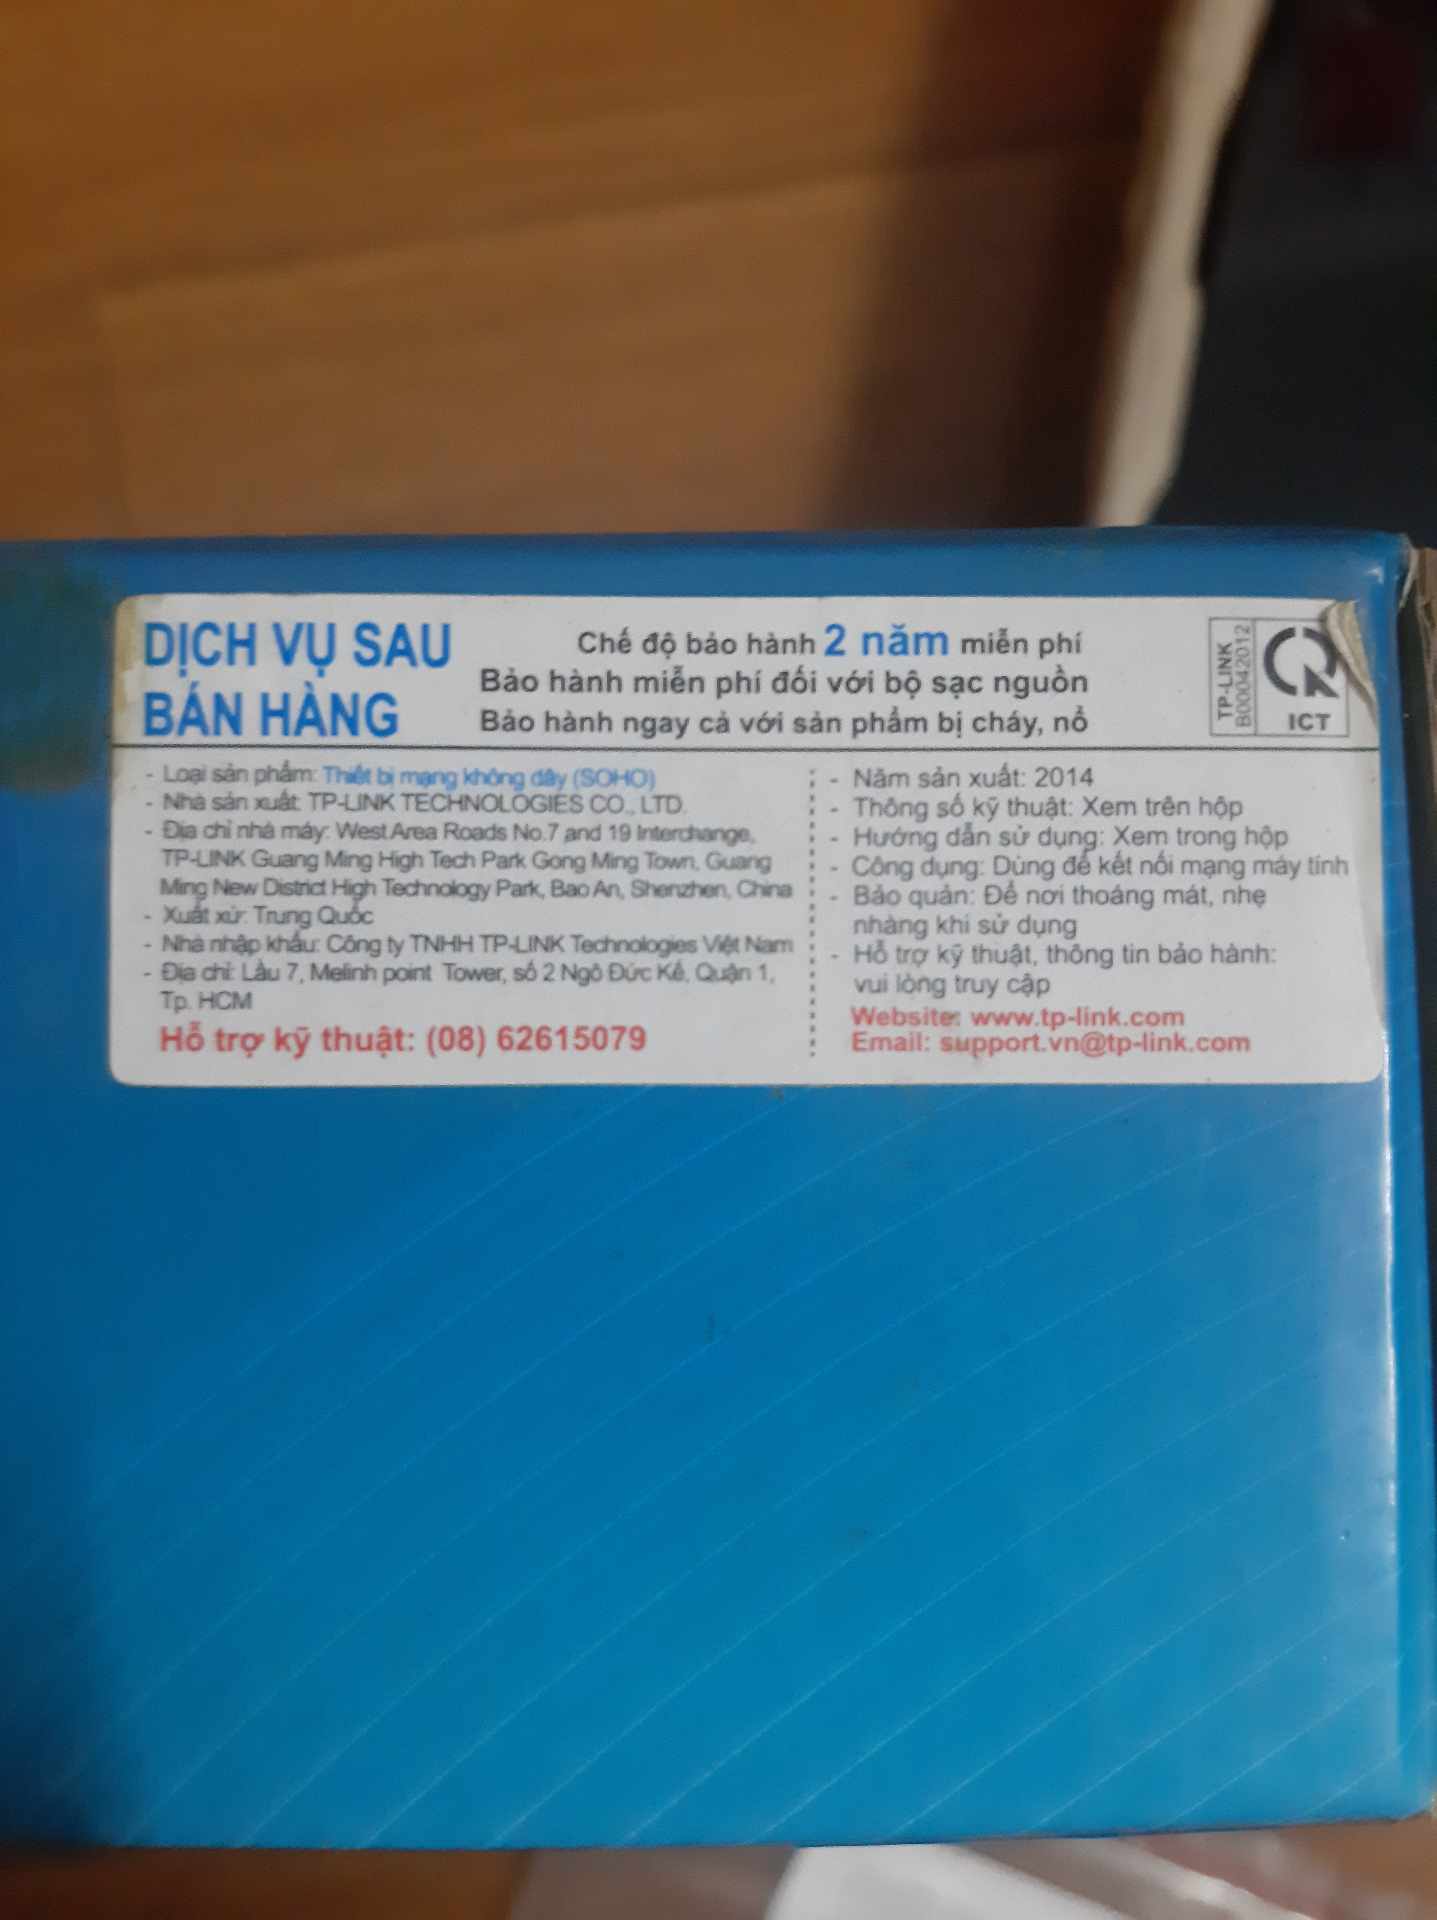 DỊCH VỤ SAU
BÁN HÀNG
Chế độ bảo hành 2 năm miễn phí
Bảo hành miễn phí đối với bộ sạc nguồn
Bảo hành ngay cả với sản phẩm bị cháy, nổ
TP-LINK
B00042012
ICT
- Loại sản phẩm: Thiết bị mạng không dây (SOHO)
- Nhà sản xuất: TP-LINK TECHNOLOGIES CO., LTD.
- Địa chỉ nhà máy: West Area Roads No.7 and 19 Interchange,
TP-LINK Guang Ming High Tech Park Gong Ming Town, Guang
Ming New District High Technology Park, Bao An, Shenzhen, China
- Xuất xứ: Trung Quốc
- Nhà nhập khẩu: Công ty TNHH TP-LINK Technologies Việt Nam
- Địa chỉ: Lầu 7, Melinh point Tower, số 2 Ngô Đức Kế, Quận 1,
Tp. HCM
Hỗ trợ kỹ thuật: (08) 62615079
- Năm sản xuất: 2014
- Thông số kỹ thuật: Xem trên hộp
- Hướng dẫn sử dụng: Xem trong hộp
- Công dụng: Dùng để kết nối mạng máy tính
- Bảo quản: Để nơi thoáng mát, nhẹ
nhàng khi sử dụng
- Hỗ trợ kỹ thuật, thông tin bảo hành:
vui lòng truy cập
Website: www.tp-link.com
Email: support.vn@tp-link.com